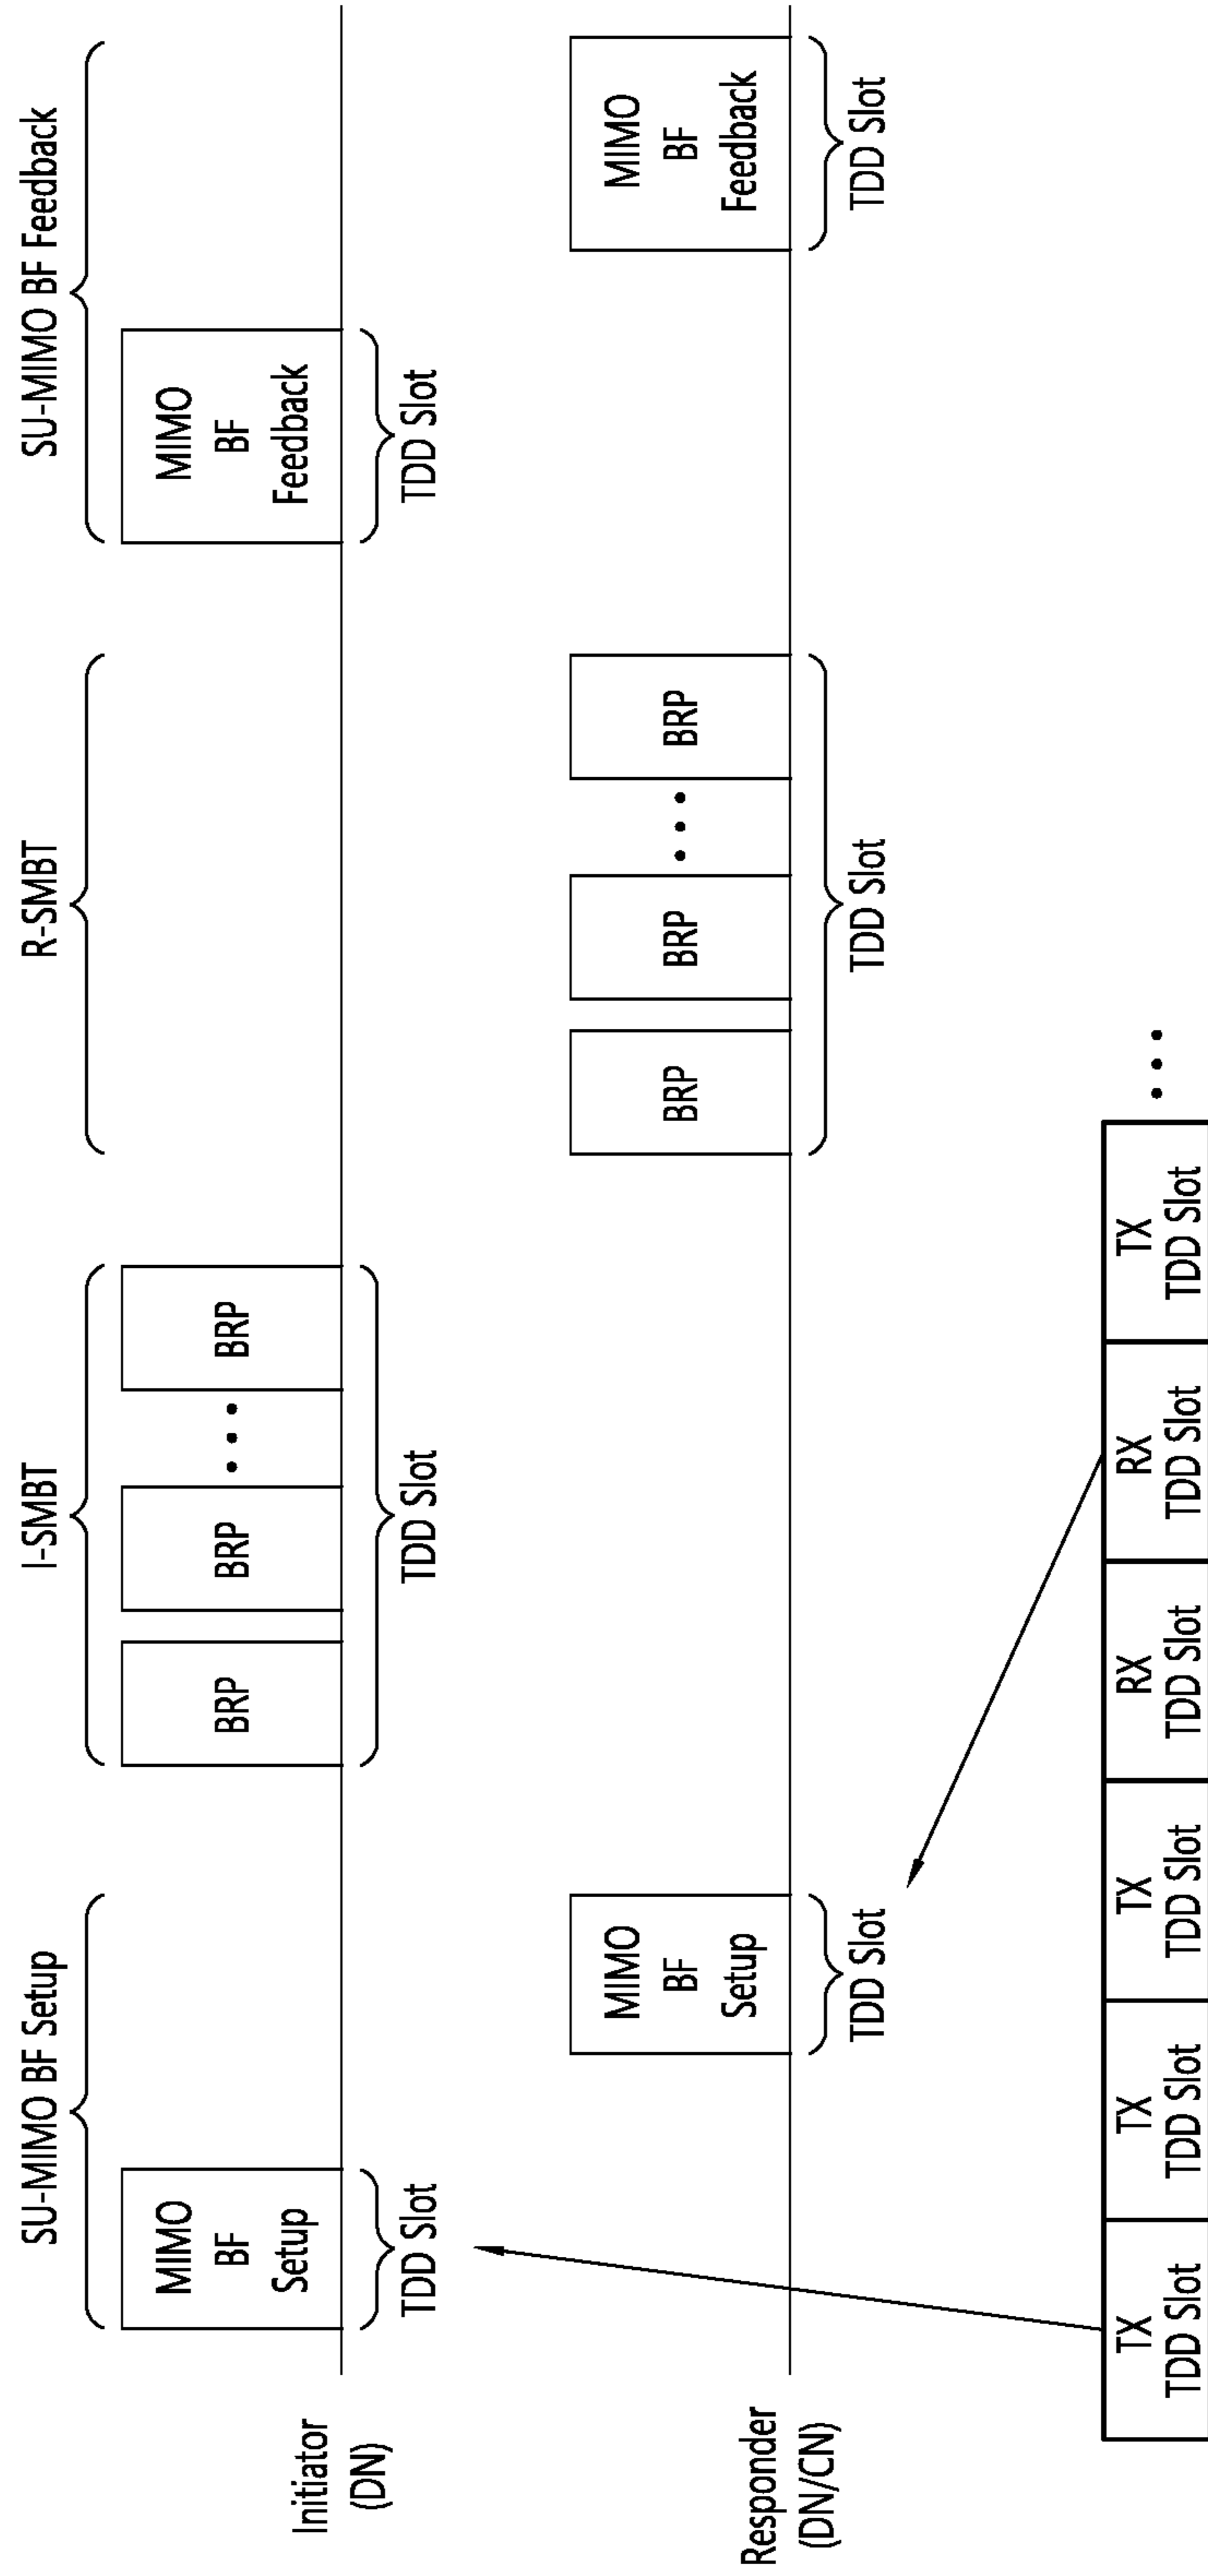 SU-MIMO BF Setup
I-SMBT
R-SMBT
SU-MIMO BF Feedback
Initiator
(DN)
MIMO
BF
Setup
BRP
BRP
BRP
MIMO
BF
Feedback
TDD Slot
TDD Slot
TDD Slot
Responder
(DN/CN)
MIMO
BF
Setup
BRP
BRP
BRP
MIMO
BF
Feedback
TDD Slot
TDD Slot
TDD Slot
TX
TDD Slot
TX
TDD Slot
TX
TDD Slot
RX
TDD Slot
RX
TDD Slot
TX
TDD Slot